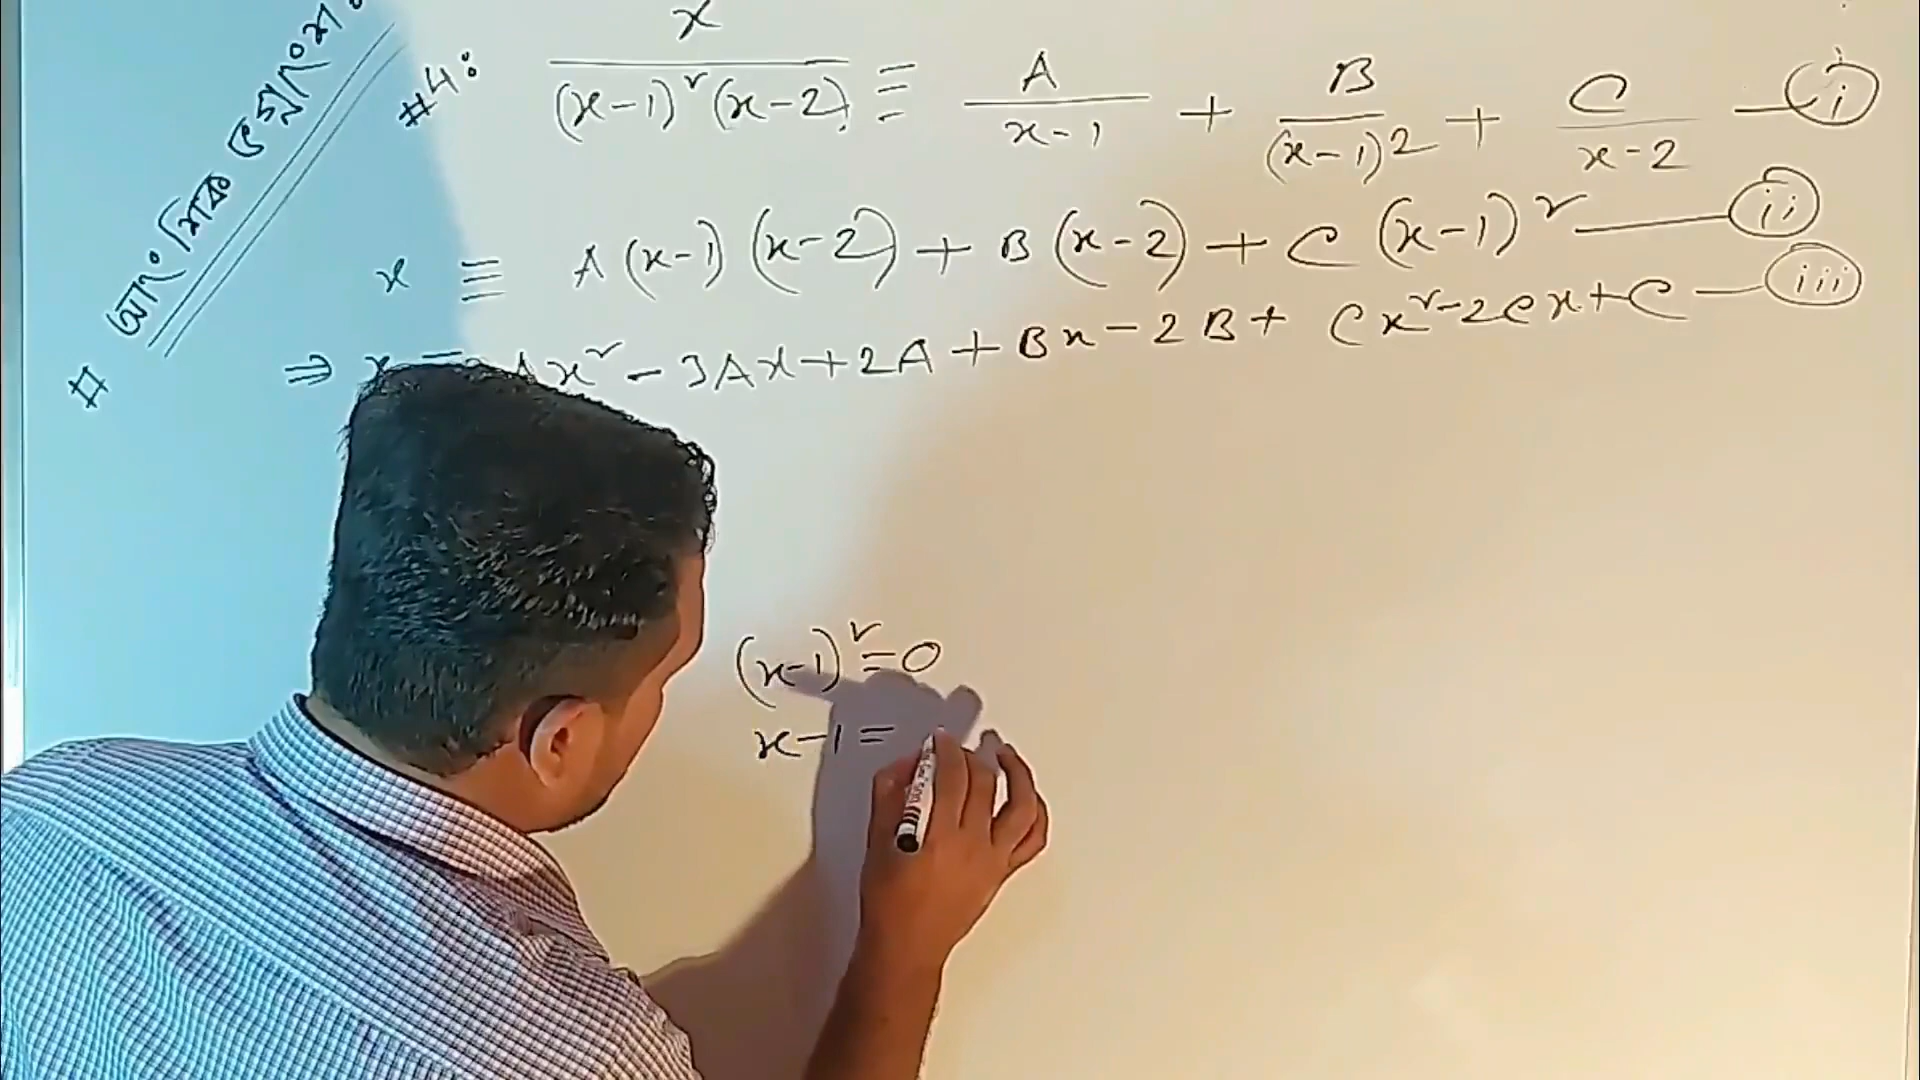 # আংশিক ভগ্নাংশ:
#4: x/(x-1)²(x-2) ≡ A/x-1 + B/(x-1)2 + C/x-2 — (i)
x ≡ A(x-1)(x-2) + B(x-2) + C(x-1)² — (ii)
⇒ x = Ax² - 3Ax + 2A + Bx - 2B + Cx² - 2Cx + C — (iii)
(x-1)² = 0
x-1 =